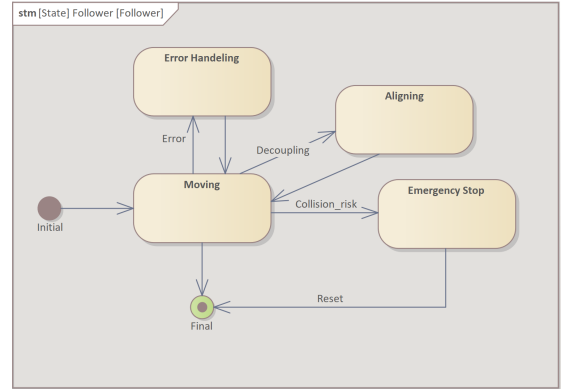 stm [State] Follower [Follower]
Error Handeling
Aligning
Error
Decoupling
Moving
Emergency Stop
Collision_risk
Initial
Reset
Final